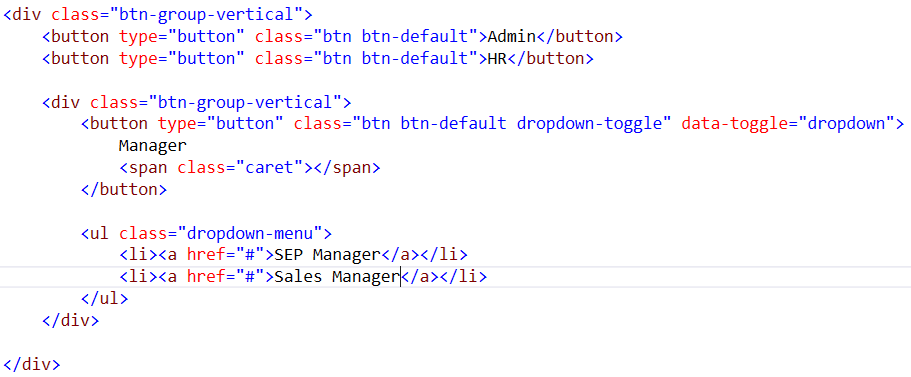 <div class="btn-group-vertical">
    <button type="button" class="btn btn-default">Admin</button>
    <button type="button" class="btn btn-default">HR</button>

    <div class="btn-group-vertical">
        <button type="button" class="btn btn-default dropdown-toggle" data-toggle="dropdown">
            Manager
            <span class="caret"></span>
        </button>

        <ul class="dropdown-menu">
            <li><a href="#">SEP Manager</a></li>
            <li><a href="#">Sales Manager</a></li>
        </ul>
    </div>

</div>